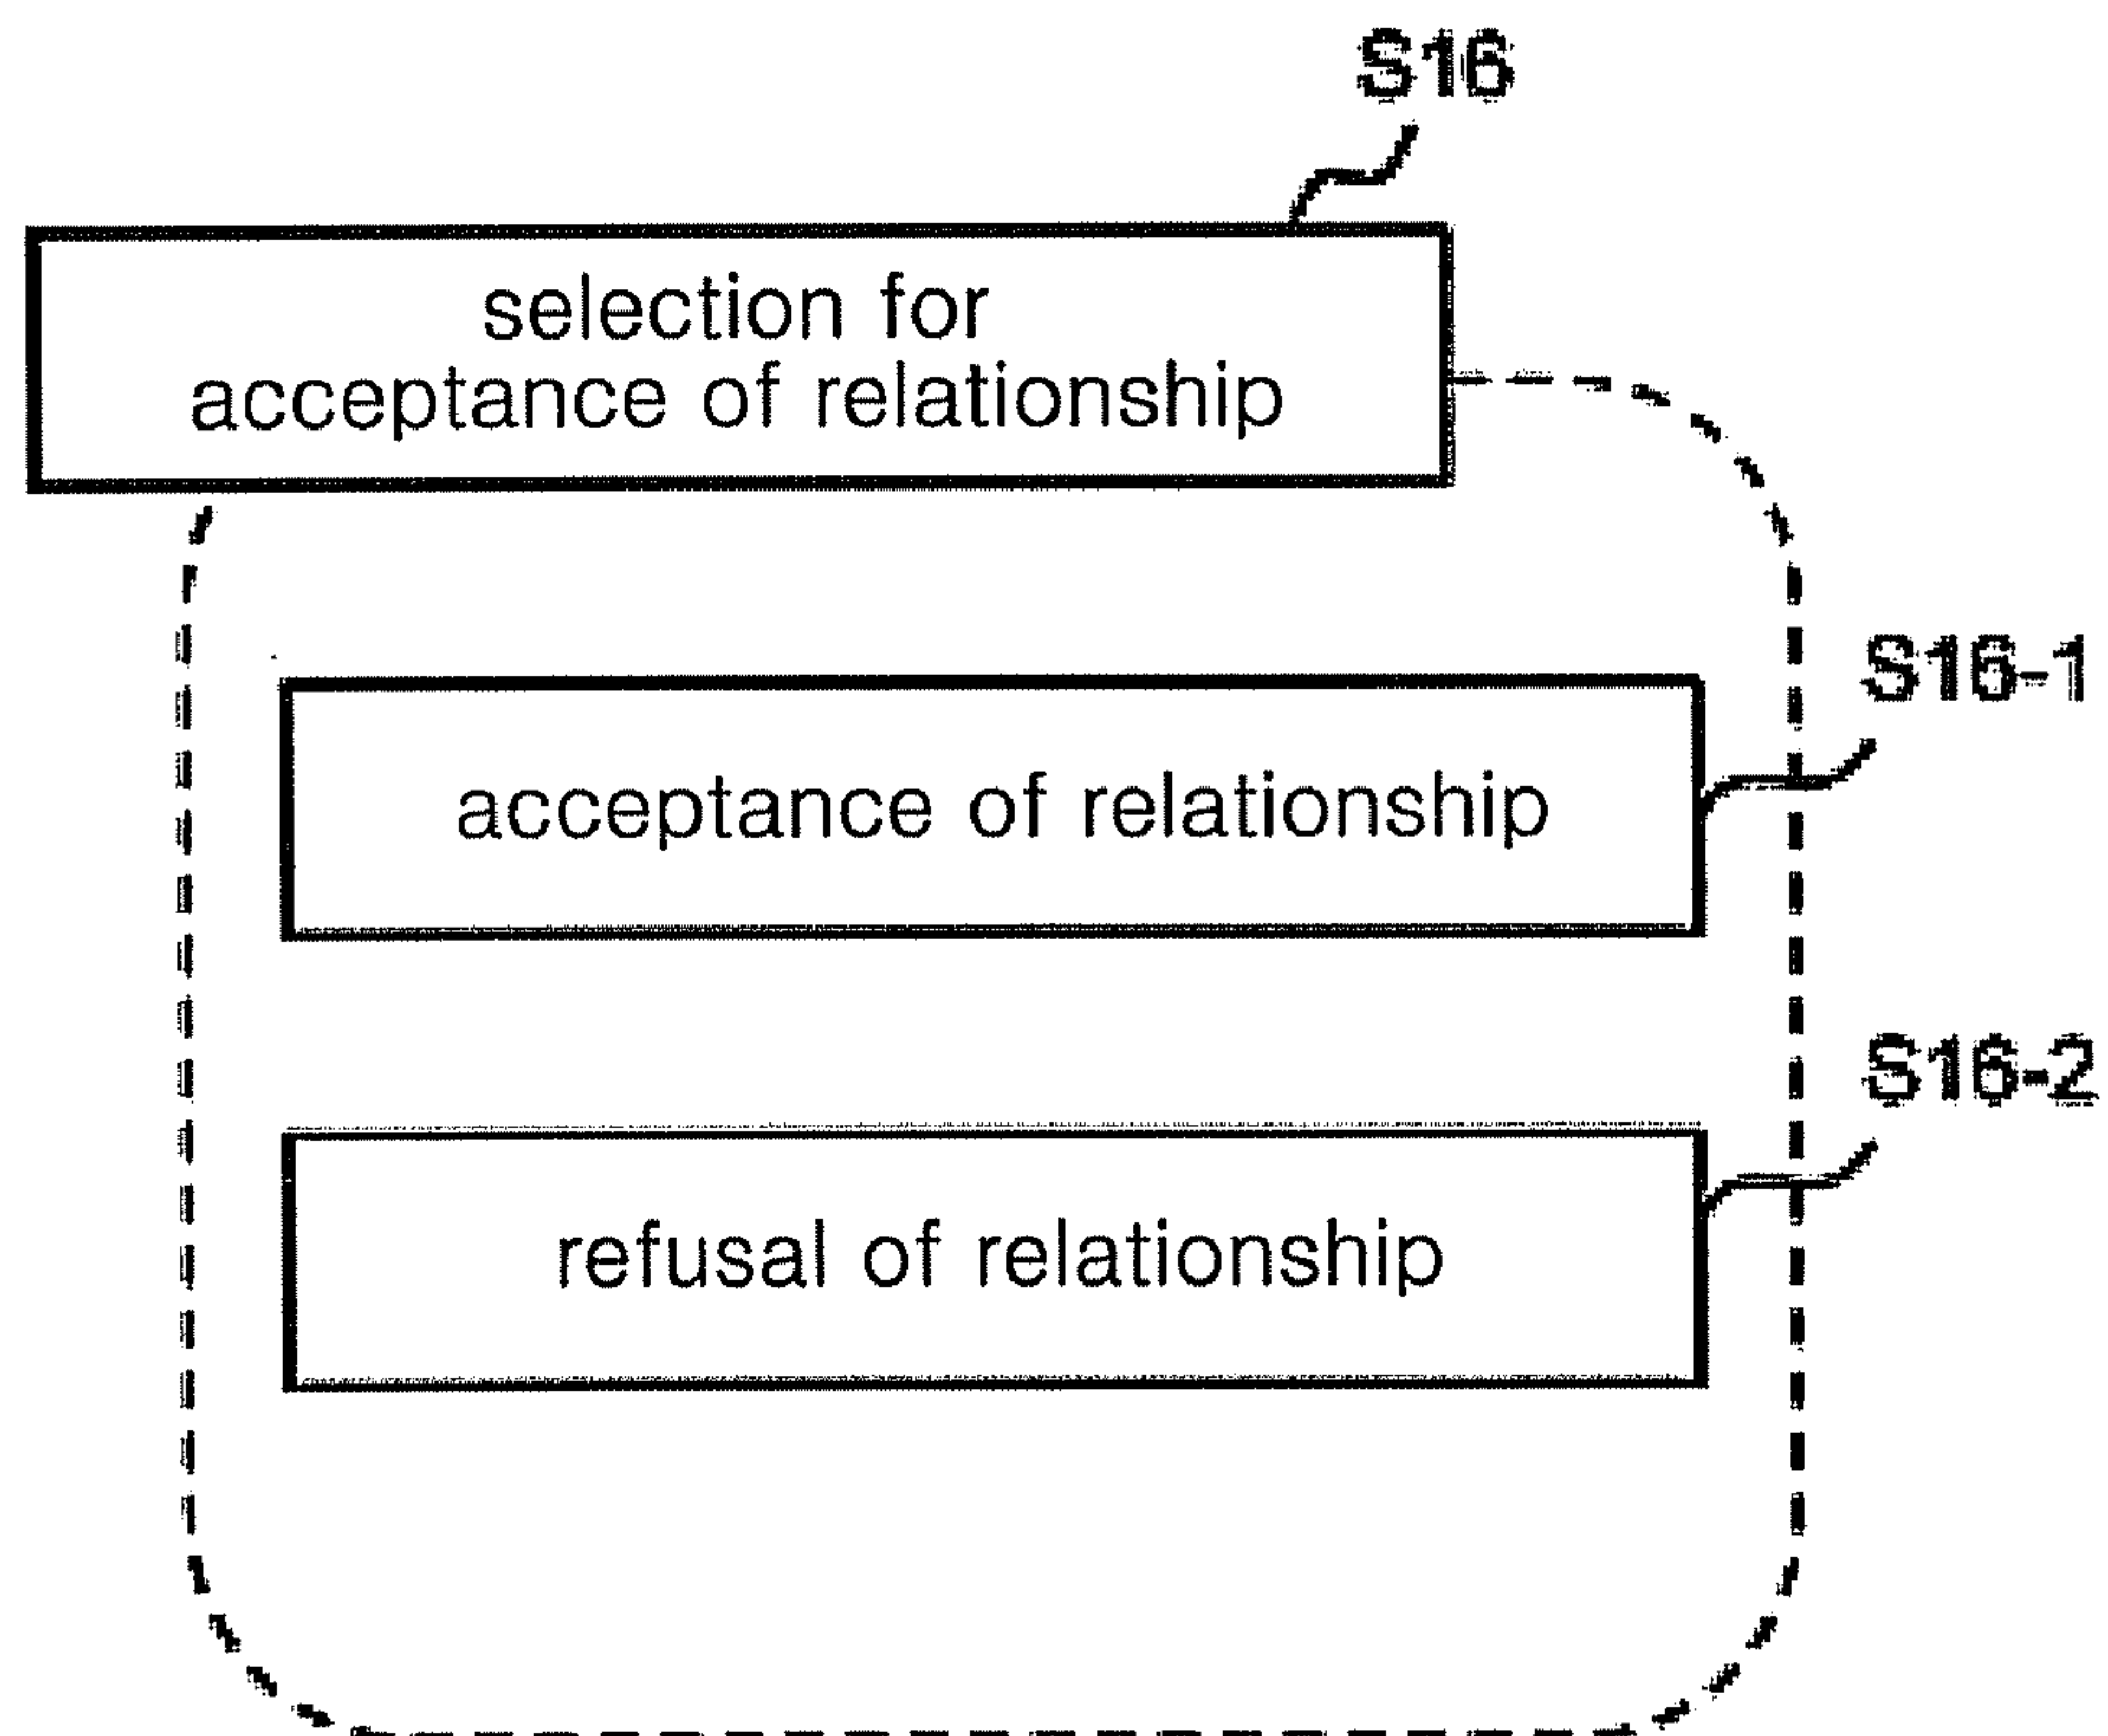 S16
selection for
acceptance of relationship
S16-1
acceptance of relationship
S16-2
refusal of relationship